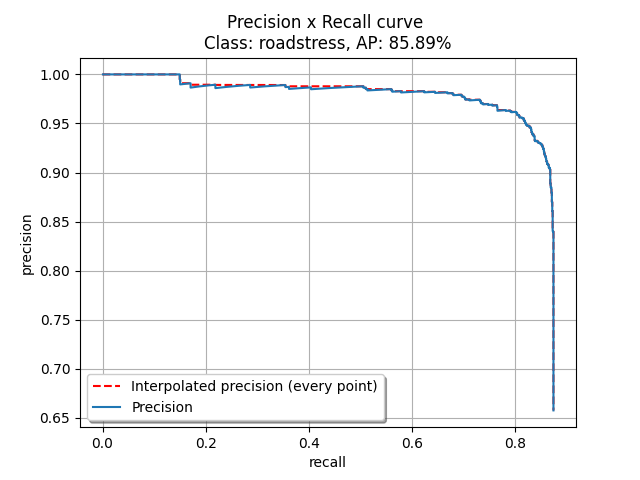 Precision x Recall curve
Class: roadstress, AP: 85.89%
1.00
0.95
0.90
0.85
0.80
0.75
0.70
0.65
precision
Interpolated precision (every point)
Precision
0.0 0.2 0.4 0.6 0.8
recall